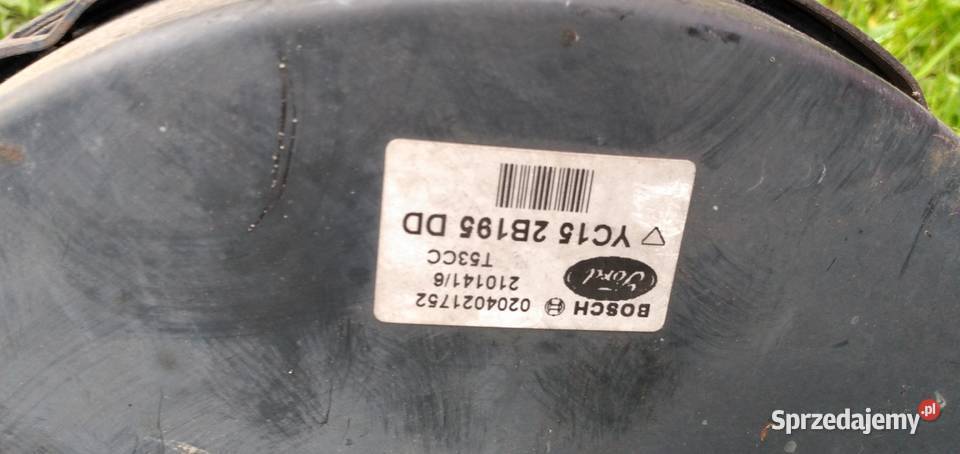 BOSCH 0204021752
Ford 210141/6
T53CC
YC15 2B195 DD
Sprzedajemy.pl